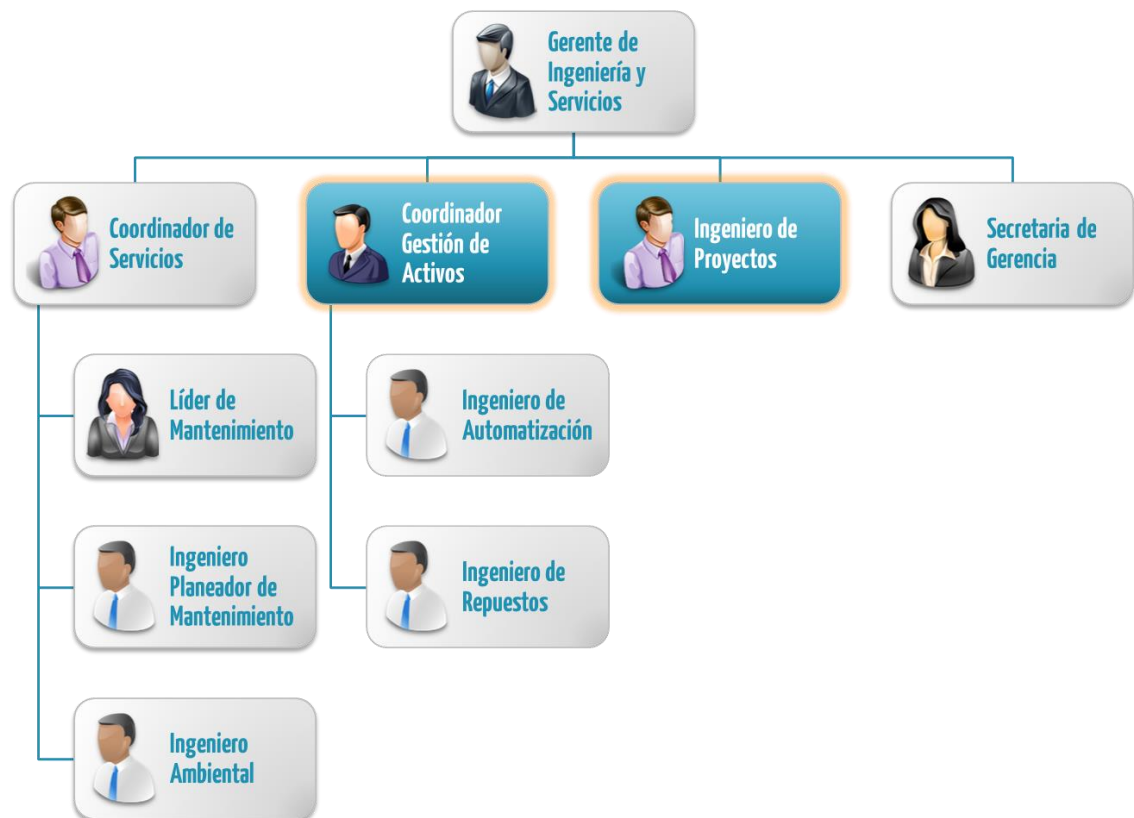 Gerente de
Ingeniería y
Servicios
Coordinador de
Servicios
Coordinador
Gestión de
Activos
Ingeniero de
Proyectos
Secretaria de
Gerencia
Líder de
Mantenimiento
Ingeniero de
Automatización
Ingeniero
Planeador de
Mantenimiento
Ingeniero de
Repuestos
Ingeniero
Ambiental